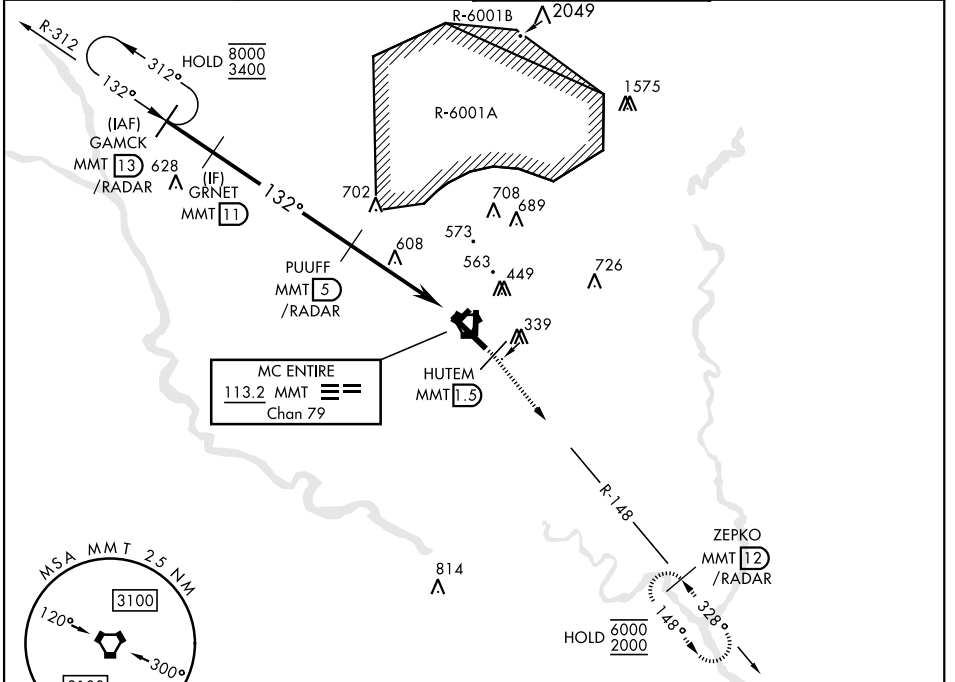 R-6001B
2049
R-312
312°
HOLD 8000
3400
132°
1575
R-6001A
(IAF)
GAMCK
MMT 13
/RADAR
628
(IF)
GRNET
MMT 11
132°
702
708
689
573
608
563
449
726
PUUFF
MMT 5
/RADAR
339
MC ENTIRE
113.2 MMT
Chan 79
HUTEM
MMT 1.5
R-148
ZEPKO
MMT 12
/RADAR
814
328°
148°
HOLD 6000
2000
MSA MMT 25 NM
3100
120°
300°